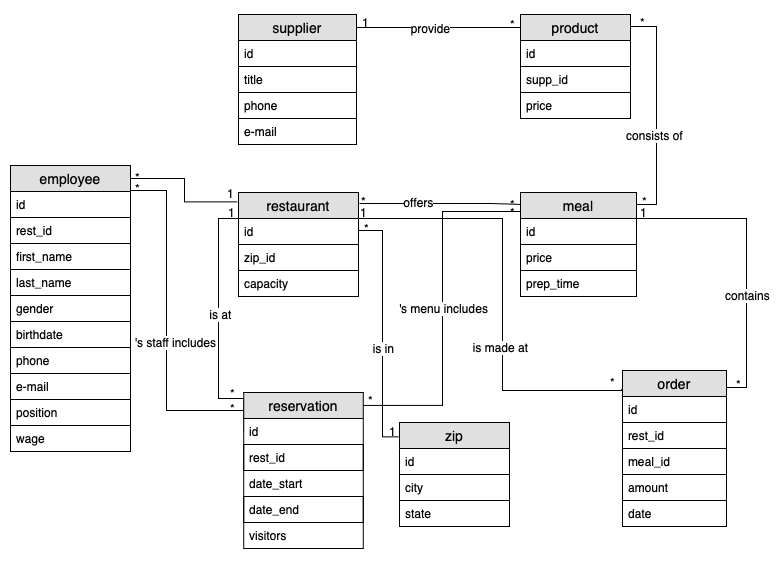 supplier
id
title
phone
e-mail
1
provide
*
product
id
supp_id
price
*
consists of
*
employee
id
rest_id
first_name
last_name
gender
birthdate
phone
e-mail
position
wage
*
*
1
restaurant
id
zip_id
capacity
1
*
offers
*
*
1
*
meal
id
price
prep_time
1
contains
*
is at
's staff includes
's menu includes
is in
is made at
*
*
*
reservation
id
rest_id
date_start
date_end
visitors
1
zip
id
city
state
*
order
id
rest_id
meal_id
amount
date